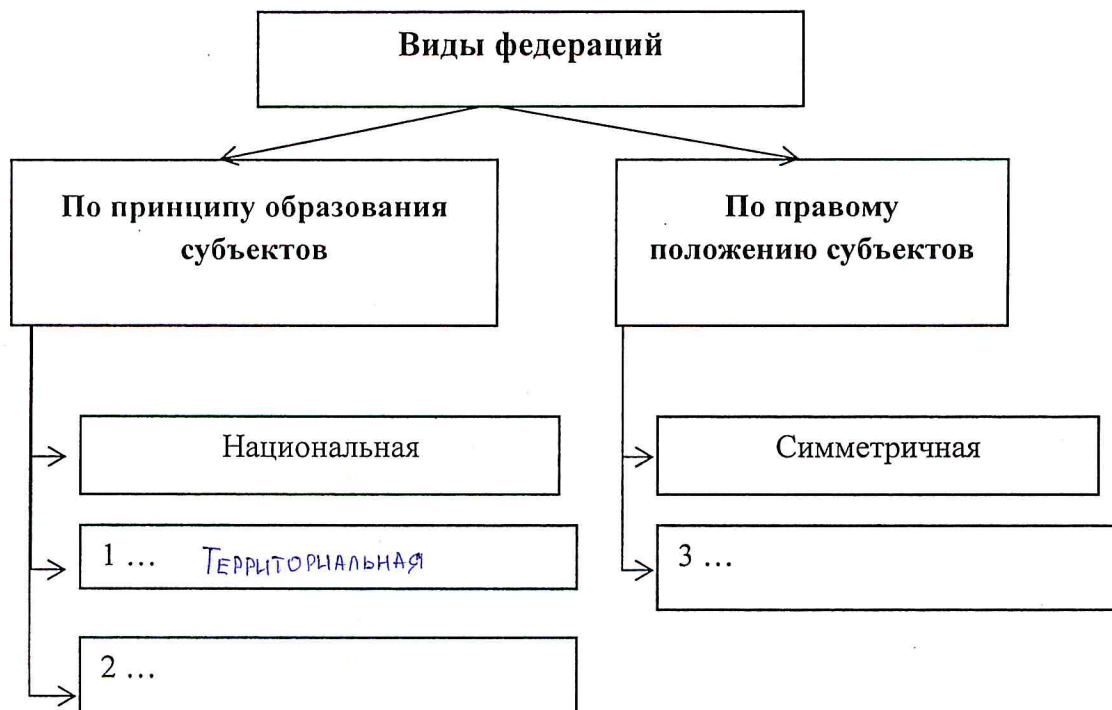 Виды федераций
По принципу образования
субъектов
По правому
положению субъектов
Национальная
Симметричная
1 ... ТЕРРИТОРИАЛЬНАЯ
3 ...
2 ...